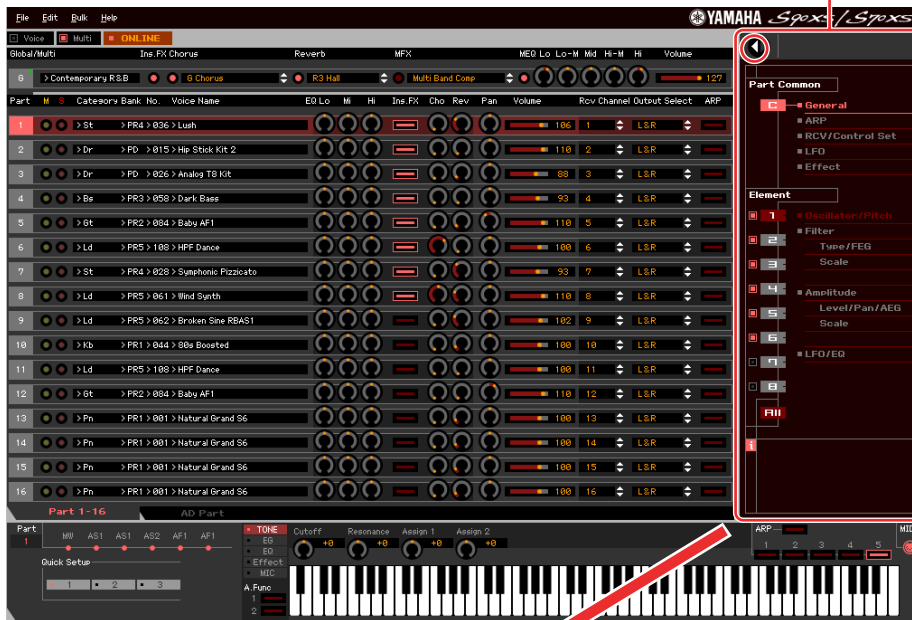 File Edit Bulk Help
YAMAHA S90XS/S70XS
Voice Multi ONLINE
Global/Multi Ins.FX Chorus Reverb MFX MEQ Lo Lo-M Mid Hi-M Hi Volume
6 > Contemporary R&B G Chorus R3 Hall Multi Band Comp 127
Part M S Category Bank No. Voice Name EQ Lo Mi Hi Ins.FX Cho Rev Pan Volume Rcv Channel Output Select ARP
1 > St > PR4 > 036 > Lush 106 1 L&R
2 > Dr > PD > 015 > Hip Stick Kit 2 110 2 L&R
3 > Dr > PD > 026 > Analog T8 Kit 88 3 L&R
4 > Bs > PR3 > 058 > Dark Bass 93 4 L&R
5 > Gt > PR2 > 084 > Baby AF1 110 5 L&R
6 > Ld > PR5 > 108 > HPF Dance 100 6 L&R
7 > St > PR4 > 028 > Symphonic Pizzicato 93 7 L&R
8 > Ld > PR5 > 061 > Wind Synth 110 8 L&R
9 > Ld > PR5 > 062 > Broken Sine RBAS1 102 9 L&R
10 > Kb > PR1 > 044 > 80s Boosted 100 10 L&R
11 > Ld > PR5 > 108 > HPF Dance 100 11 L&R
12 > Gt > PR2 > 084 > Baby AF1 110 12 L&R
13 > Pn > PR1 > 001 > Natural Grand S6 100 13 L&R
14 > Pn > PR1 > 001 > Natural Grand S6 100 14 L&R
15 > Pn > PR1 > 001 > Natural Grand S6 100 15 L&R
16 > Pn > PR1 > 001 > Natural Grand S6 100 16 L&R
Part 1-16 AD Part
Part Common
C General
ARP
RCV/Control Set
LFO
Effect
Element
1 Oscillator/Pitch
2 Filter
Type/FEG
3 Scale
4 Amplitude
5 Level/Pan/AEG
Scale
6
7 LFO/EQ
8
All
i
Part
1
MW AS1 AS1 AS2 AF1 AF1
Quick Setup
1 2 3
TONE
EG
EQ
Effect
MIC
A.Func
1
2
Cutoff Resonance Assign 1 Assign 2
+0 +0 +0 +0
ARP
1 2 3 4 5
MIC